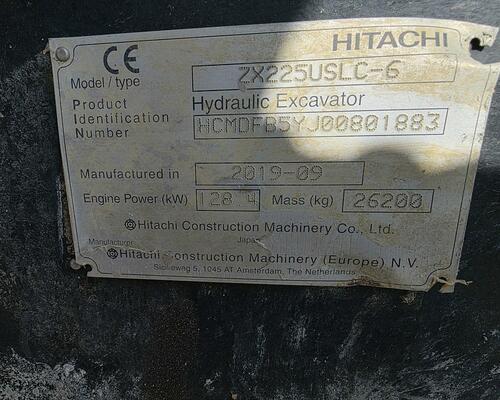 CE HITACHI
Model / type ZX225USLC-6
Product Hydraulic Excavator
Identification
Number HCMDFB5YJ00801883
Manufactured in 2019-09
Engine Power (kW) 128.4 Mass (kg) 26200
Hitachi Construction Machinery Co., Ltd.
Manufacturer Japan
Hitachi Construction Machinery (Europe) N.V.
Siciliëweg 5, 1045 AT Amsterdam, The Netherlands